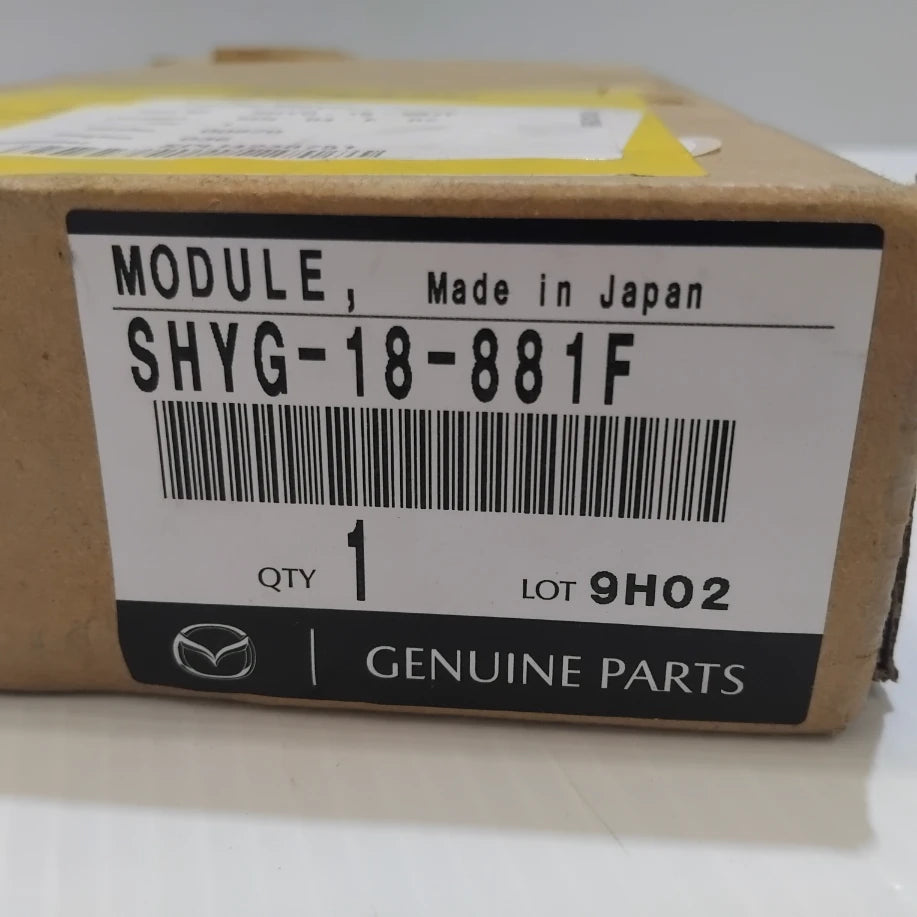 MODULE, Made in Japan
SHYG-18-881F
QTY 1 LOT 9H02
GENUINE PARTS